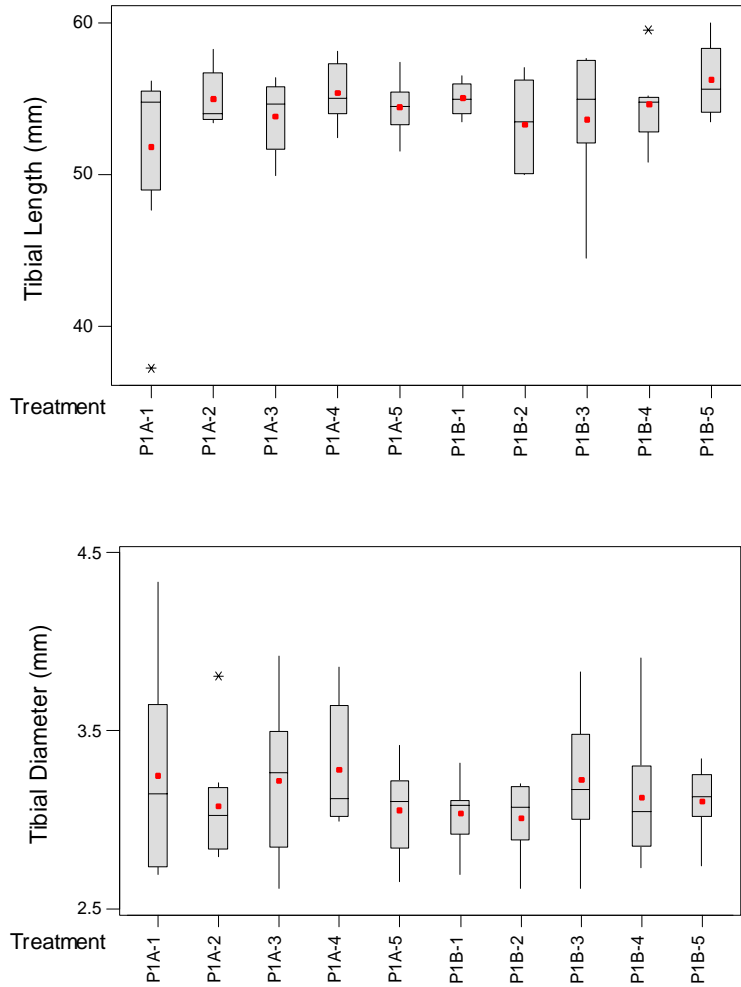 60
50
40
Tibial Length (mm)
Treatment
P1A-1
P1A-2
P1A-3
P1A-4
P1A-5
P1B-1
P1B-2
P1B-3
P1B-4
P1B-5
4.5
3.5
2.5
Tibial Diameter (mm)
Treatment
P1A-1
P1A-2
P1A-3
P1A-4
P1A-5
P1B-1
P1B-2
P1B-3
P1B-4
P1B-5